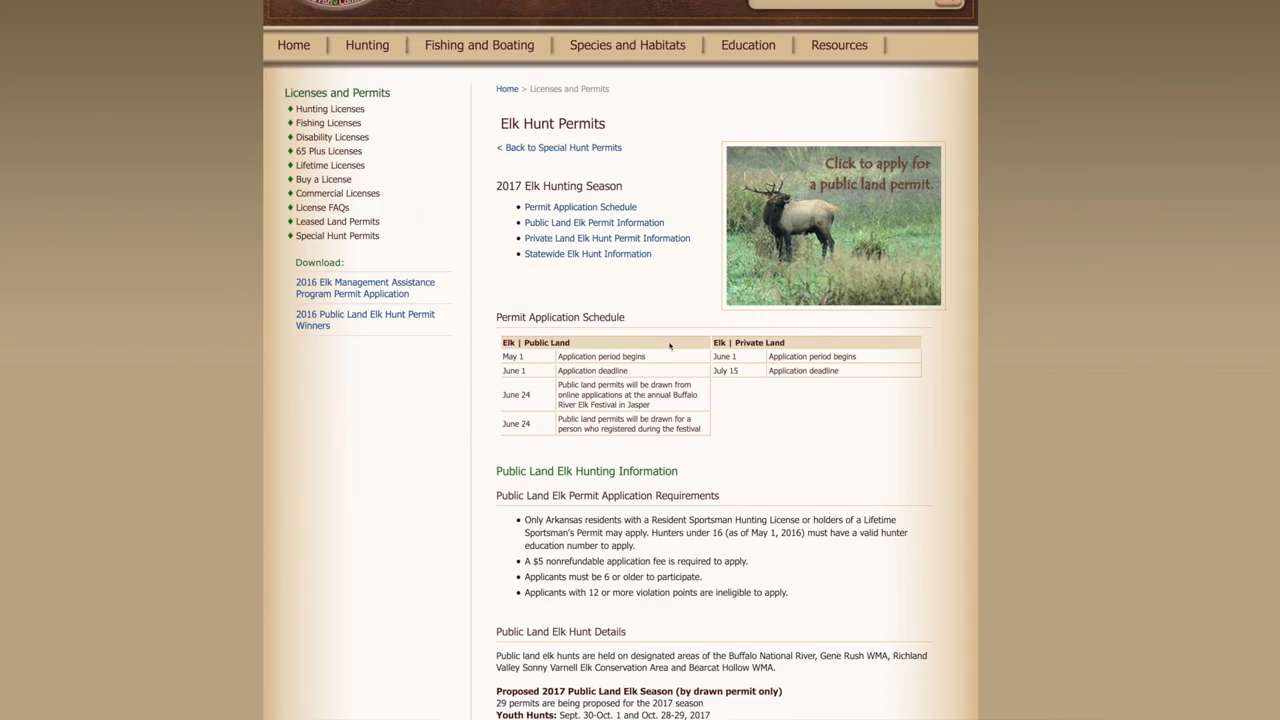 Home
Hunting
Fishing and Boating
Species and Habitats
Education
Resources
Licenses and Permits
Hunting Licenses
Fishing Licenses
Disability Licenses
65 Plus Licenses
Lifetime Licenses
Buy a License
Commercial Licenses
License FAQs
Leased Land Permits
Special Hunt Permits
Download:
2016 Elk Management Assistance
Program Permit Application
2016 Public Land Elk Hunt Permit
Winners
Home > Licenses and Permits
Elk Hunt Permits
< Back to Special Hunt Permits
Click to apply for
a public land permit.
2017 Elk Hunting Season
Permit Application Schedule
Public Land Elk Permit Information
Private Land Elk Hunt Permit Information
Statewide Elk Hunt Information
Permit Application Schedule
Elk | Public Land
May 1 Application period begins
June 1 Application deadline
June 24 Public land permits will be drawn from
online applications at the annual Buffalo
River Elk Festival in Jasper
June 24 Public land permits will be drawn for a
person who registered during the festival
Elk | Private Land
June 1 Application period begins
July 15 Application deadline
Public Land Elk Hunting Information
Public Land Elk Permit Application Requirements
Only Arkansas residents with a Resident Sportsman Hunting License or holders of a Lifetime
Sportsman's Permit may apply. Hunters under 16 (as of May 1, 2016) must have a valid hunter
education number to apply.
A $5 nonrefundable application fee is required to apply.
Applicants must be 6 or older to participate.
Applicants with 12 or more violation points are ineligible to apply.
Public Land Elk Hunt Details
Public land elk hunts are held on designated areas of the Buffalo National River, Gene Rush WMA, Richland
Valley Sonny Varnell Elk Conservation Area and Bearcat Hollow WMA.
Proposed 2017 Public Land Elk Season (by drawn permit only)
29 permits are being proposed for the 2017 season
Youth Hunts: Sept. 30-Oct. 1 and Oct. 28-29, 2017